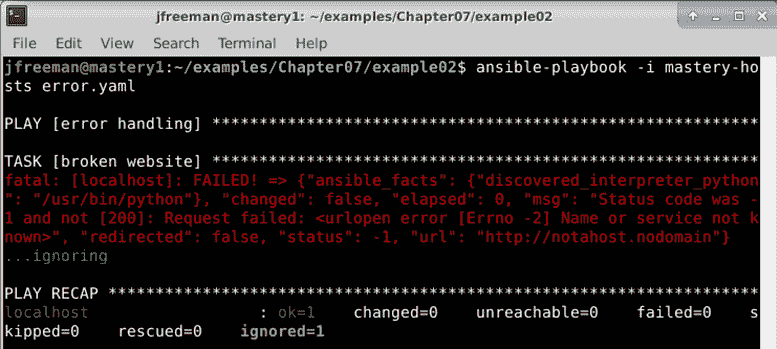 jfreeman@mastery1: ~/examples/Chapter07/example02
File Edit View Search Terminal Help
jfreeman@mastery1:~/examples/Chapter07/example02$ ansible-playbook -i mastery-ho
sts error.yaml
PLAY [error handling] **********************************************************
TASK [broken website] **********************************************************
fatal: [localhost]: FAILED! => {"ansible_facts": {"discovered_interpreter_python
": "/usr/bin/python"}, "changed": false, "elapsed": 0, "msg": "Status code was -
1 and not [200]: Request failed: <urlopen error [Errno -2] Name or service not k
nown>", "redirected": false, "status": -1, "url": "http://notahost.nodomain"}
...ignoring
PLAY RECAP *********************************************************************
localhost : ok=1 changed=0 unreachable=0 failed=0 s
kipped=0 rescued=0 ignored=1